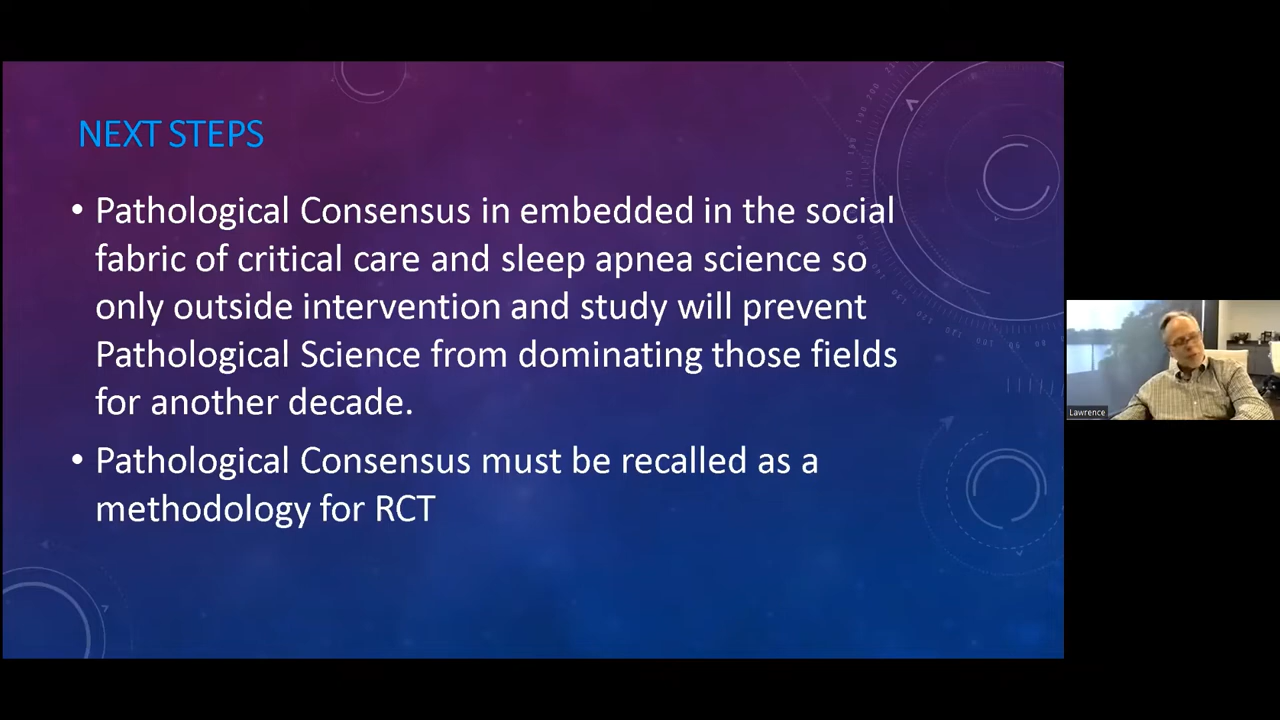 NEXT STEPS
• Pathological Consensus in embedded in the social
fabric of critical care and sleep apnea science so
only outside intervention and study will prevent
Pathological Science from dominating those fields
for another decade.
• Pathological Consensus must be recalled as a
methodology for RCT
Lawrence